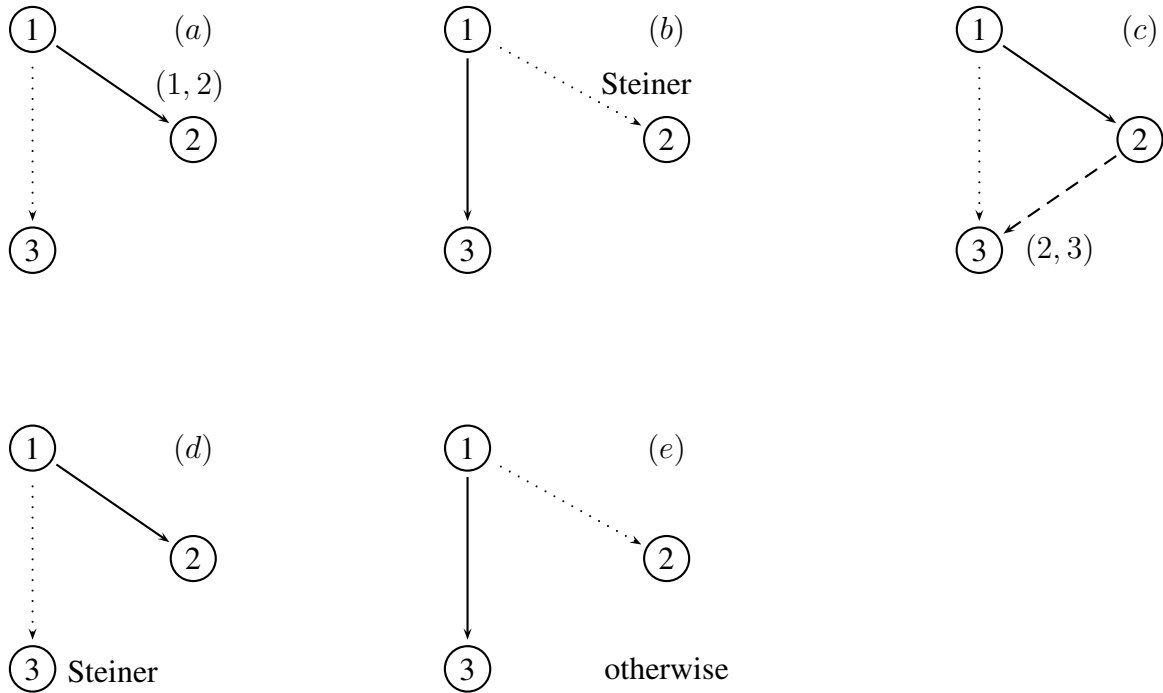 1 (a) 1 (b) 1 (c)
(1, 2) Steiner
2 2 2
3 3 3 (2, 3)
1 (d) 1 (e)
2 2
3 Steiner 3 otherwise